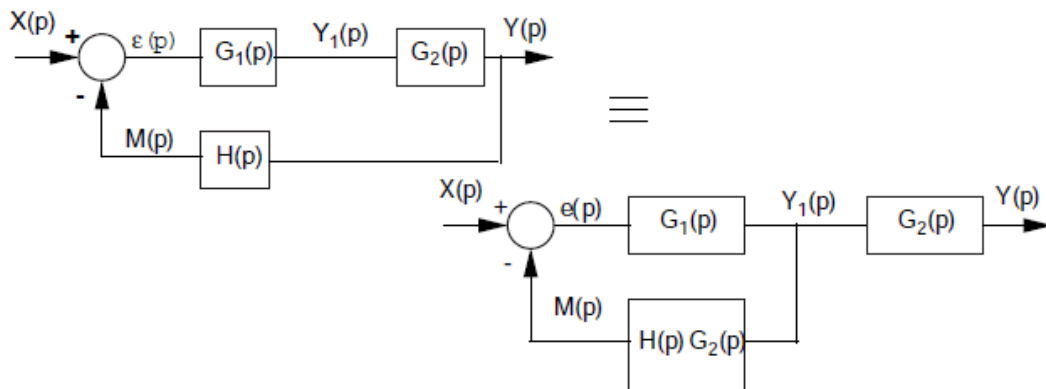 X(p)
+
ε(p)
G₁(p)
Y₁(p)
G₂(p)
Y(p)
-
M(p)
H(p)
≡
X(p)
+
e(p)
G₁(p)
Y₁(p)
G₂(p)
Y(p)
-
M(p)
H(p) G₂(p)